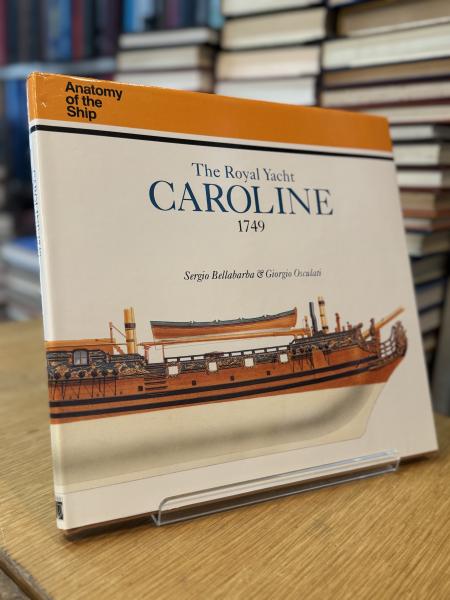 Anatomy
of the
Ship
The Royal Yacht
CAROLINE
1749
Sergio Bellabarba & Giorgio Osculati